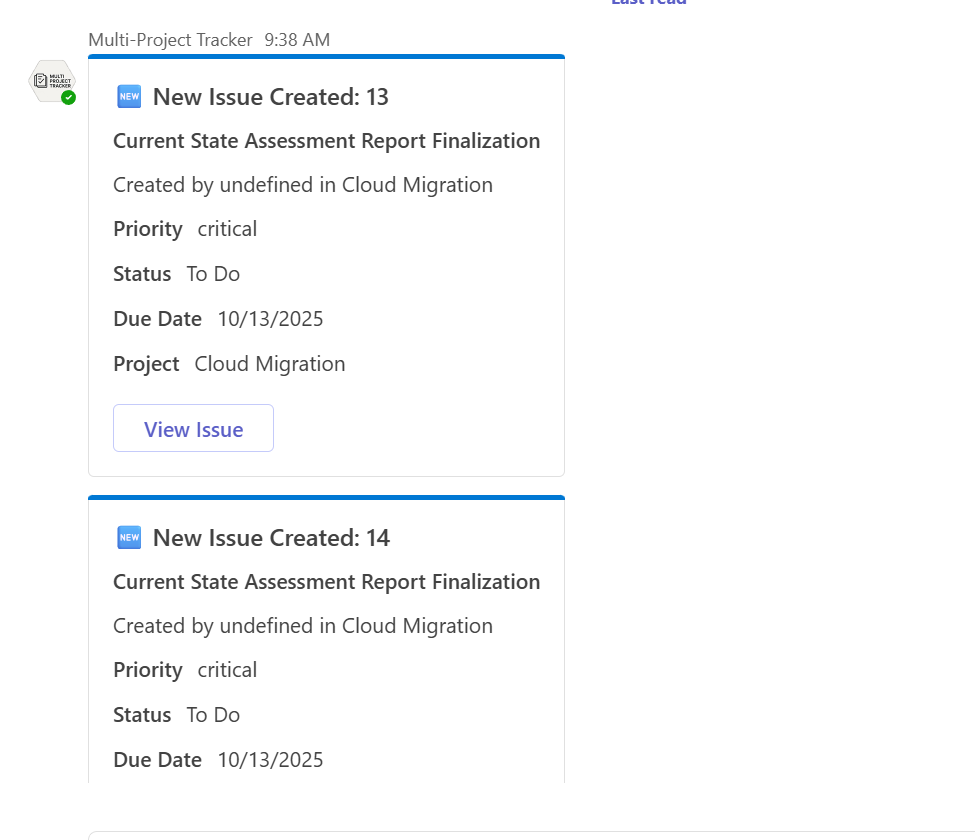 Last read
Multi-Project Tracker 9:38 AM
MULTI
PROJECT
TRACKER
NEW New Issue Created: 13
Current State Assessment Report Finalization
Created by undefined in Cloud Migration
Priority critical
Status To Do
Due Date 10/13/2025
Project Cloud Migration
View Issue
NEW New Issue Created: 14
Current State Assessment Report Finalization
Created by undefined in Cloud Migration
Priority critical
Status To Do
Due Date 10/13/2025